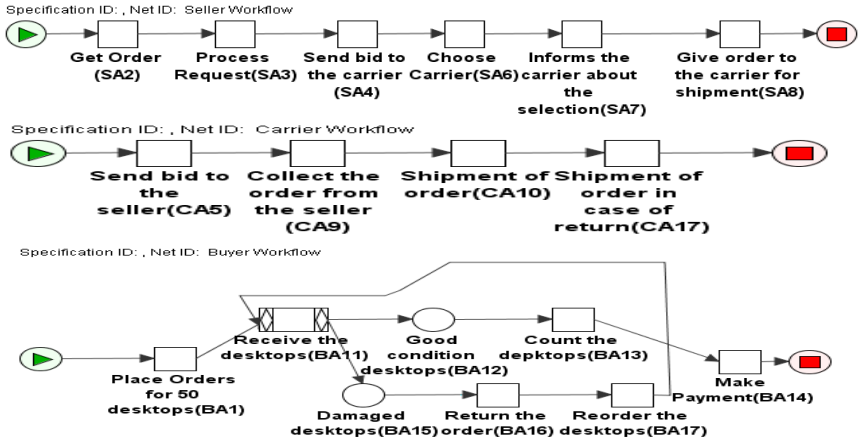 Specification ID: , Net ID: Seller Workflow
Get Order
(SA2)
Process
Request(SA3)
Send bid to
the carrier
(SA4)
Choose
Carrier(SA6)
Informs the
carrier about
the
selection(SA7)
Give order to
the carrier for
shipment(SA8)
Specification ID: , Net ID: Carrier Workflow
Send bid to
the
seller(CA5)
Collect the
order from
the seller
(CA9)
Shipment of
order(CA10)
Shipment of
order in
case of
return(CA17)
Specification ID: , Net ID: Buyer Workflow
Receive the
desktops(BA11)
Good
condition
desktops(BA12)
Count the
depktops(BA13)
Place Orders
for 50
desktops(BA1)
Make
Payment(BA14)
Damaged
desktops(BA15)
Return the
order(BA16)
Reorder the
desktops(BA17)